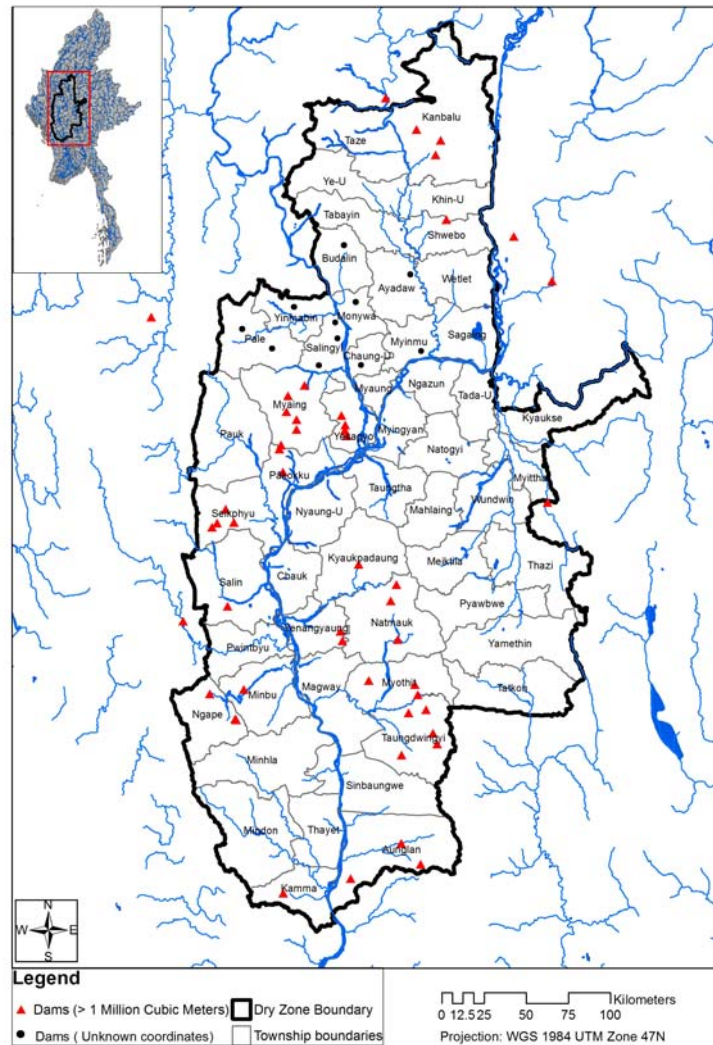 Kanbalu
Taze
Ye-U
Khin-U
Tabayin
Shwebo
Budalin
Ayadaw
Wetlet
Yinmabin
Monywa
Pale
Salingyi
Myinmu
Sagaing
Chaung-U
Myaung
Ngazun
Tada-U
Myaing
Kyaukse
Pauk
Yesagyo
Myingyan
Natogyi
Pakokku
Myittha
Taungtha
Wundwin
Seikphyu
Nyaung-U
Mahlaing
Kyaukpadaung
Meiktila
Thazi
Salin
Chauk
Pyawbwe
Yenangyaung
Natmauk
Pwintbyu
Yamethin
Minbu
Magway
Myothit
Tatkon
Ngape
Taungdwingyi
Minhla
Sinbaungwe
Mindon
Thayet
Aunglan
Kamma
N
W E
S
Legend
Dams (> 1 Million Cubic Meters) Dry Zone Boundary
Dams ( Unknown coordinates) Township boundaries
Kilometers
0 12.525 50 75 100
Projection: WGS 1984 UTM Zone 47N